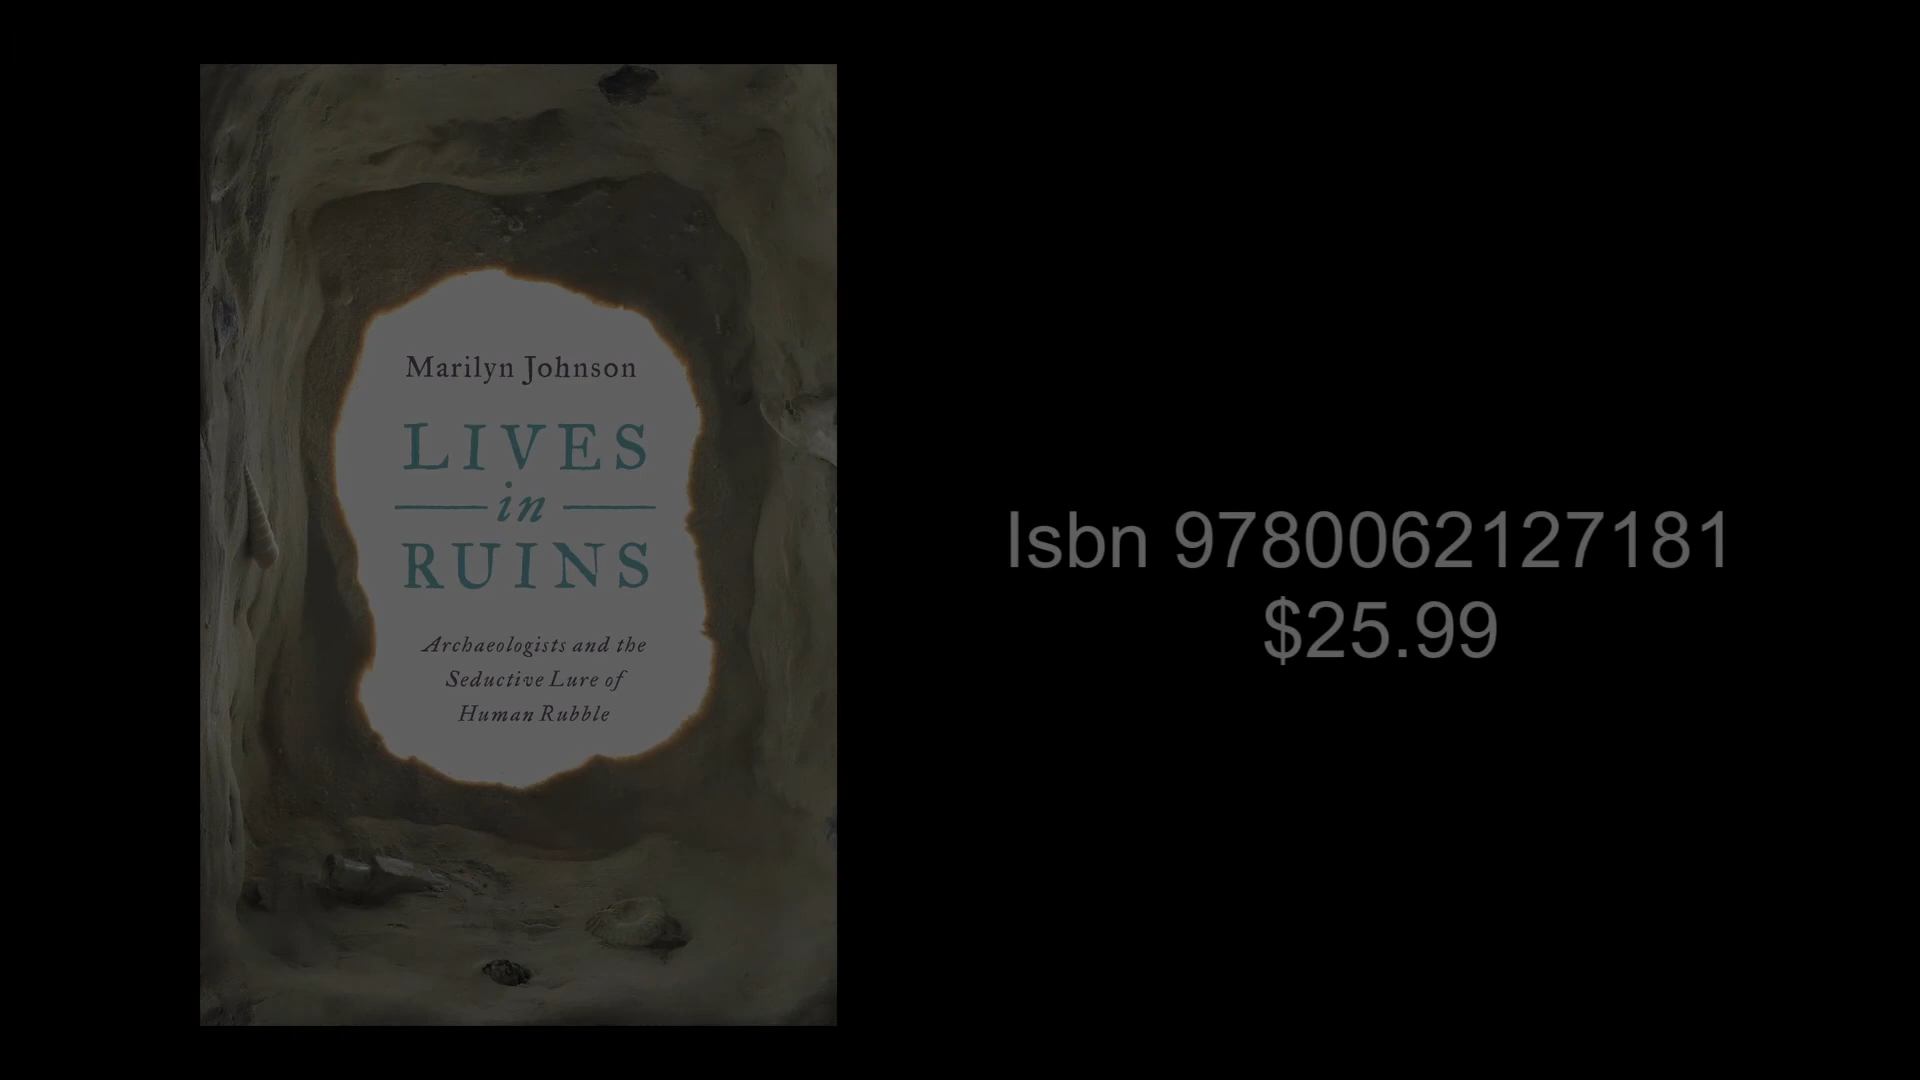 Marilyn Johnson
LIVES
in
RUINS
Archaeologists and the
Seductive Lure of
Human Rubble
Isbn 9780062127181
$25.99